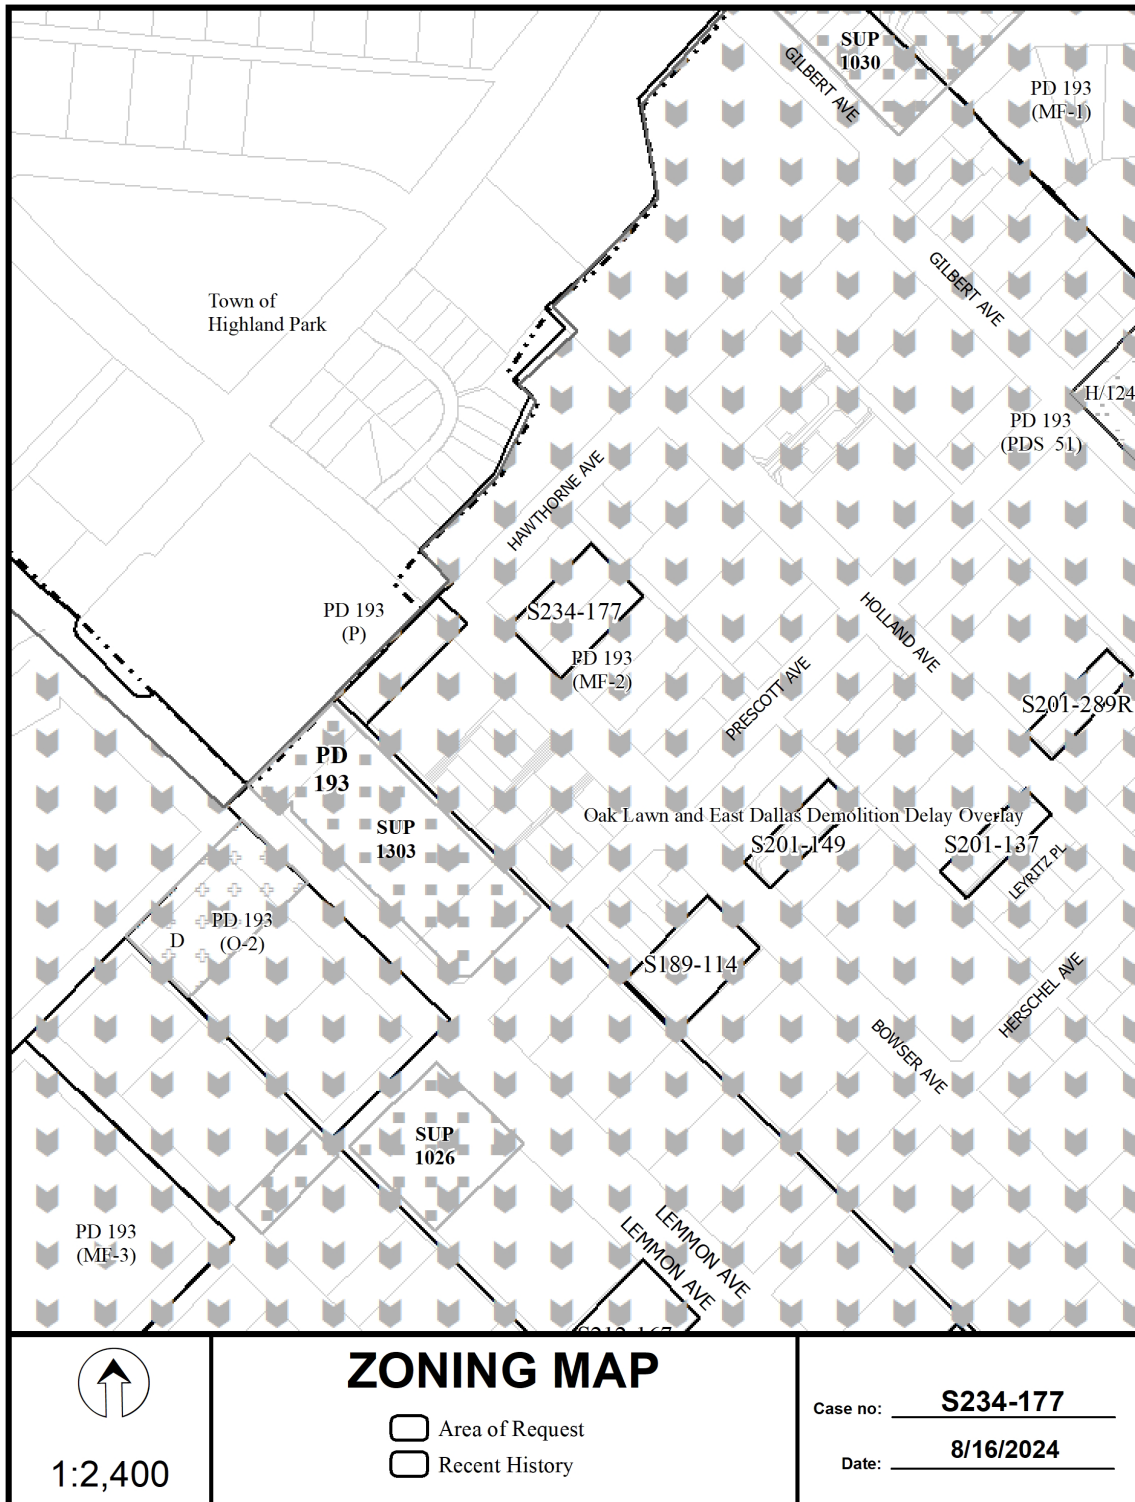 SUP
1030
GILBERT AVE
PD 193
(MF-1)
GILBERT AVE
Town of
Highland Park
H/124
PD 193
(PDS 51)
HAWTHORNE AVE
PD 193
(P)
S234-177
PD 193
(MF-2)
HOLLAND AVE
PRESCOTT AVE
S201-289R
PD
193
SUP
1303
Oak Lawn and East Dallas Demolition Delay Overlay
S201-149
S201-137
LEYRITZ PL
D
PD 193
(O-2)
S189-114
HERSCHEL AVE
BOWSER AVE
SUP
1026
PD 193
(MF-3)
LEMMON AVE
LEMMON AVE
S212-167
1:2,400
ZONING MAP
Area of Request
Recent History
Case no: S234-177
Date: 8/16/2024